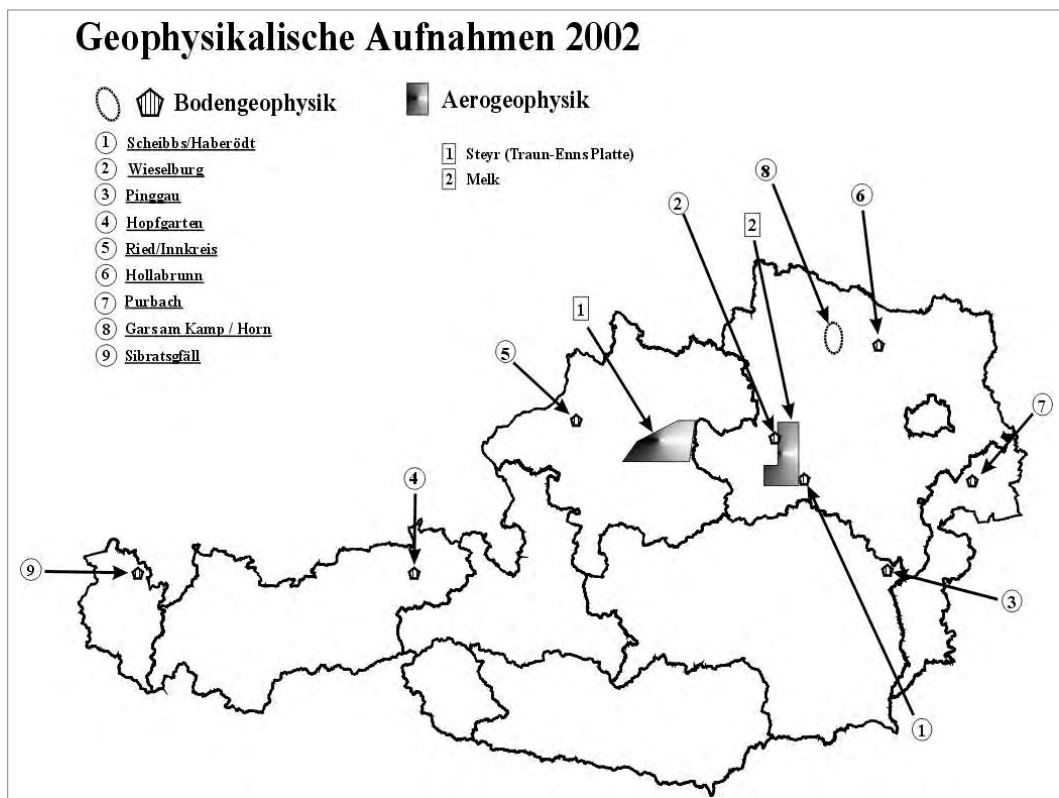 Geophysikalische Aufnahmen 2002
Bodengeophysik
1 Scheibbs/Haberödt
2 Wieselburg
3 Pinggau
4 Hopfgarten
5 Ried/Innkreis
6 Hollabrunn
7 Purbach
8 Gars am Kamp / Horn
9 Sibratsgfäll
Aerogeophysik
1 Steyr (Traun-Enns Platte)
2 Melk
8
6
2
2
1
5
7
4
9
3
1